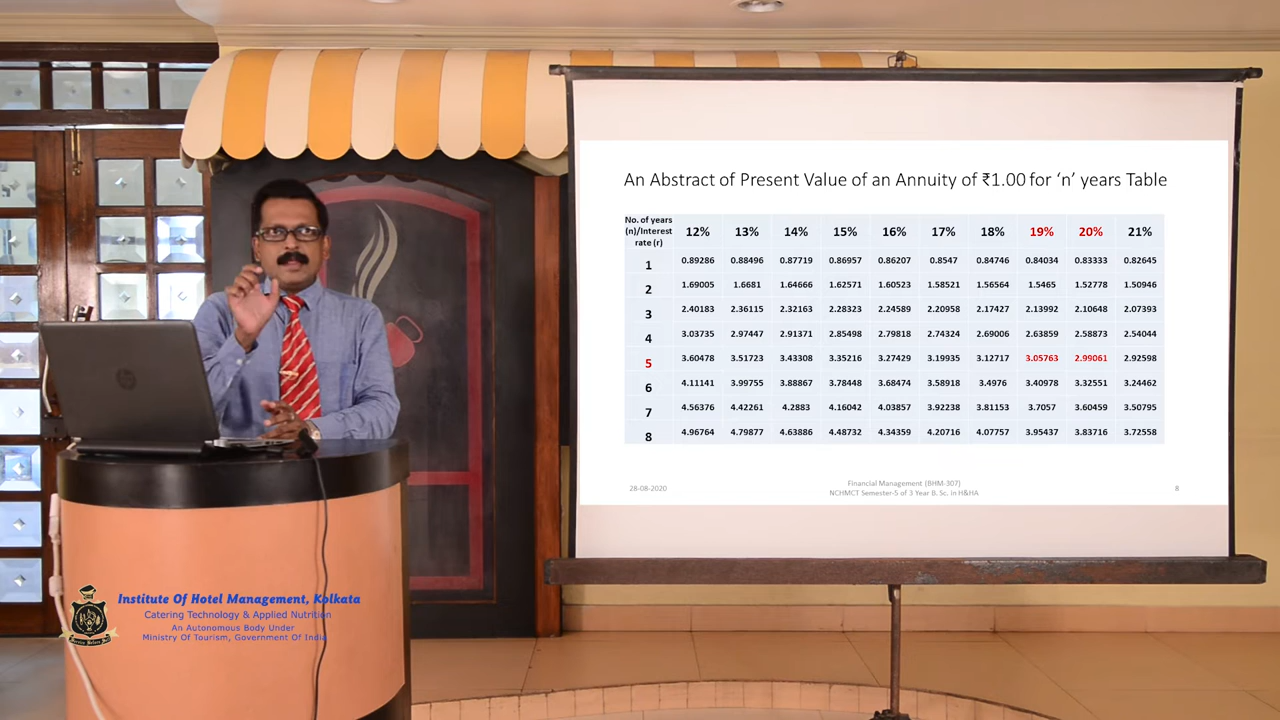 An Abstract of Present Value of an Annuity of ₹1.00 for ‘n’ years Table
No. of years
(n)/Interest
rate (r)
12% 13% 14% 15% 16% 17% 18% 19% 20% 21%
1 0.89286 0.88496 0.87719 0.86957 0.86207 0.8547 0.84746 0.84034 0.83333 0.82645
2 1.69005 1.6681 1.64666 1.62571 1.60523 1.58521 1.56564 1.5465 1.52778 1.50946
3 2.40183 2.36115 2.32163 2.28323 2.24589 2.20958 2.17427 2.13992 2.10648 2.07393
4 3.03735 2.97447 2.91371 2.85498 2.79818 2.74324 2.69006 2.63859 2.58873 2.54044
5 3.60478 3.51723 3.43308 3.35216 3.27429 3.19935 3.12717 3.05763 2.99061 2.92598
6 4.11141 3.99755 3.88867 3.78448 3.68474 3.58918 3.4976 3.40978 3.32551 3.24462
7 4.56376 4.42261 4.2883 4.16042 4.03857 3.92238 3.81153 3.7057 3.60459 3.50795
8 4.96764 4.79877 4.63886 4.48732 4.34359 4.20716 4.07757 3.95437 3.83716 3.72558
28-08-2020
Financial Management (BHM-307)
NCHMCT Semester-5 of 3 Year B. Sc. in H&HA
8
Institute Of Hotel Management, Kolkata
Catering Technology & Applied Nutrition
An Autonomous Body Under
Ministry Of Tourism, Government Of India